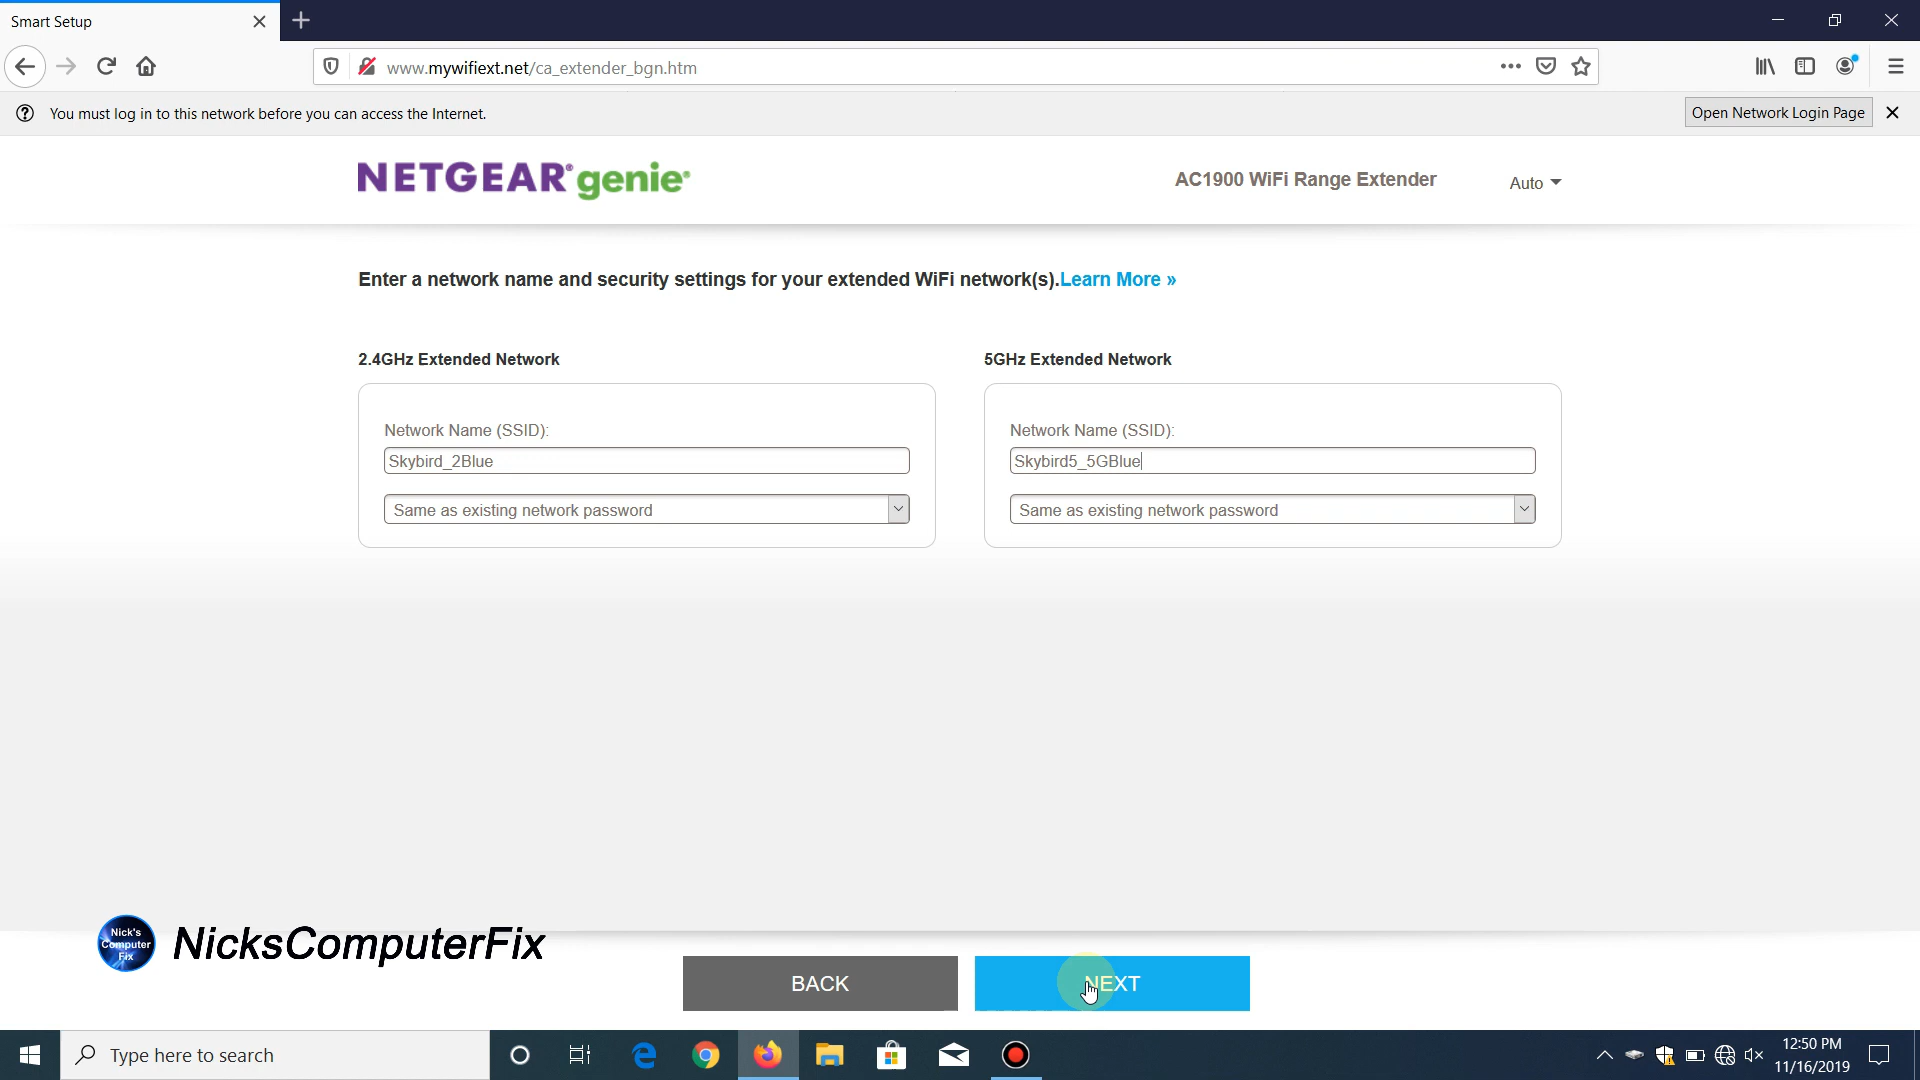 Smart Setup
www.mywifiext.net/ca_extender_bgn.htm
You must log in to this network before you can access the Internet.
Open Network Login Page
NETGEAR® genie®
AC1900 WiFi Range Extender
Auto
Enter a network name and security settings for your extended WiFi network(s).Learn More »
2.4GHz Extended Network
5GHz Extended Network
Network Name (SSID):
Network Name (SSID):
Skybird_2Blue
Skybird5_5GBlue
Same as existing network password
Same as existing network password
Nick's
Computer
Fix
NicksComputerFix
BACK
NEXT
Type here to search
12:50 PM
11/16/2019